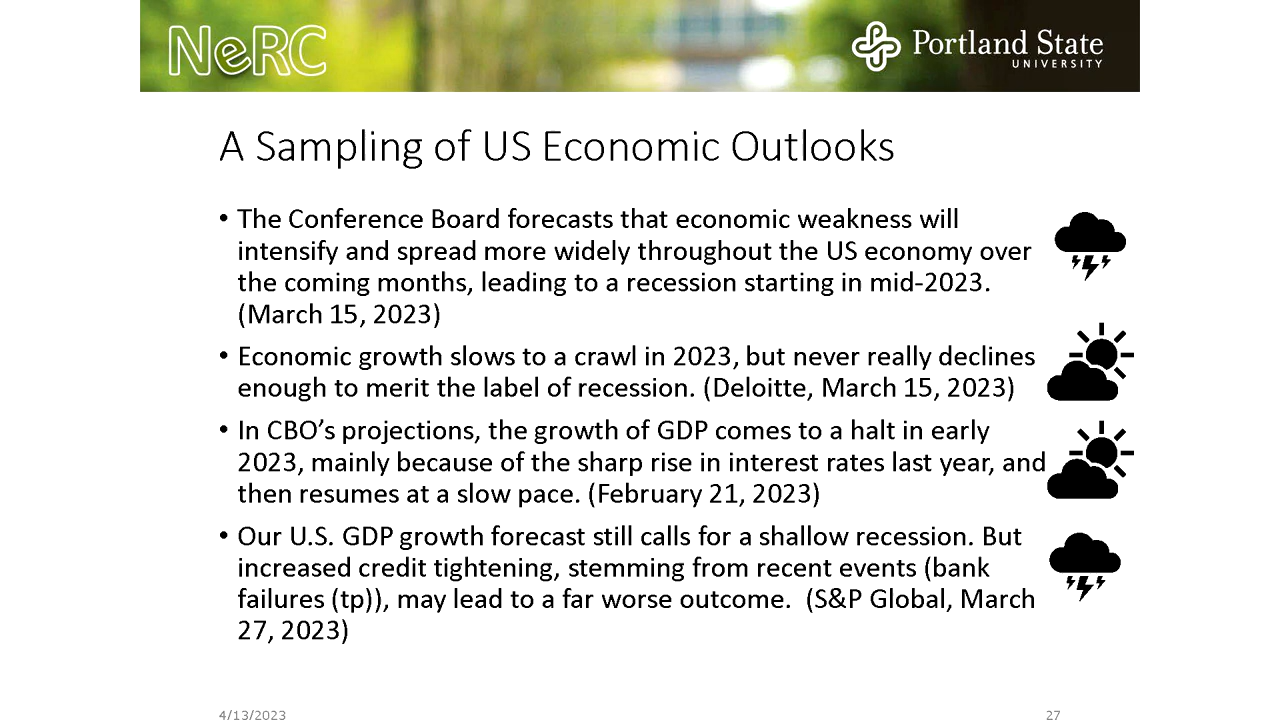 NeRC
Portland State
UNIVERSITY
A Sampling of US Economic Outlooks
• The Conference Board forecasts that economic weakness will
intensify and spread more widely throughout the US economy over
the coming months, leading to a recession starting in mid-2023.
(March 15, 2023)
• Economic growth slows to a crawl in 2023, but never really declines
enough to merit the label of recession. (Deloitte, March 15, 2023)
• In CBO’s projections, the growth of GDP comes to a halt in early
2023, mainly because of the sharp rise in interest rates last year, and
then resumes at a slow pace. (February 21, 2023)
• Our U.S. GDP growth forecast still calls for a shallow recession. But
increased credit tightening, stemming from recent events (bank
failures (tp)), may lead to a far worse outcome.  (S&P Global, March
27, 2023)
4/13/2023
27